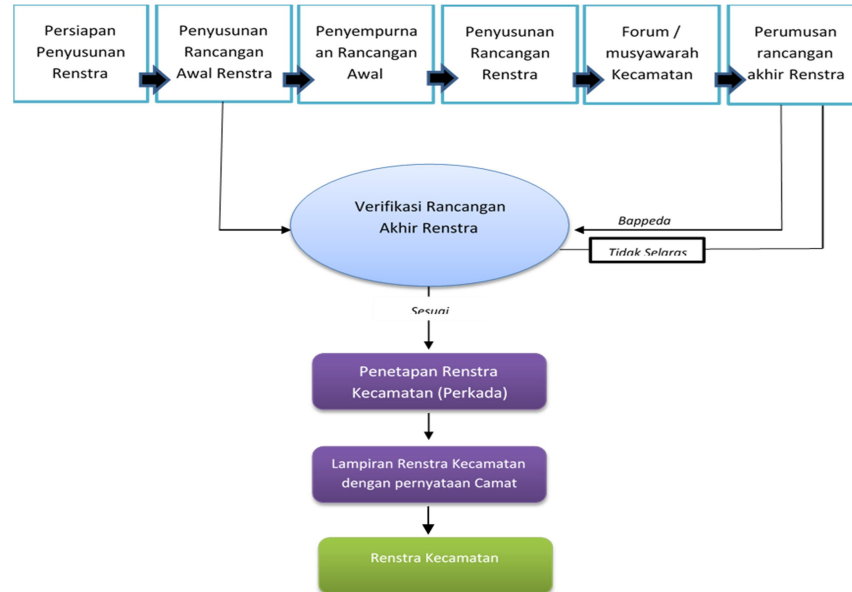 Persiapan
Penyusunan
Renstra
Penyusunan
Rancangan
Awal Renstra
Penyempurna
an Rancangan
Awal
Penyusunan
Rancangan
Renstra
Forum /
musyawarah
Kecamatan
Perumusan
rancangan
akhir Renstra
Verifikasi Rancangan
Akhir Renstra
Bappeda
Tidak Selaras
Sesuai
Penetapan Renstra
Kecamatan (Perkada)
Lampiran Renstra Kecamatan
dengan pernyataan Camat
Renstra Kecamatan